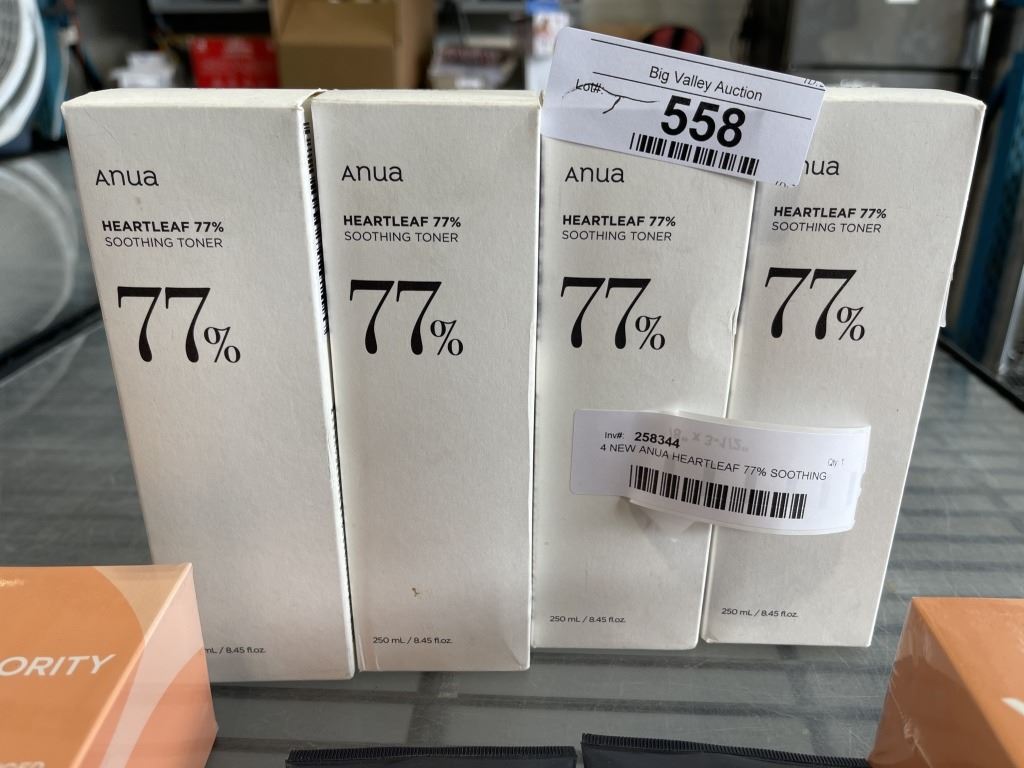 Big Valley Auction
Lot#:
558
Anua
HEARTLEAF 77%
SOOTHING TONER
77%
250 mL / 8.45 fl.oz.
Anua
HEARTLEAF 77%
SOOTHING TONER
77%
250 mL / 8.45 fl.oz.
Anua
HEARTLEAF 77%
SOOTHING TONER
77%
mL / 8.45 fl.oz.
nua
HEARTLEAF 77%
SOOTHING TONER
77%
250 mL / 8.45 fl.oz.
Inv#: 258344
Qty 1
4 NEW ANUA HEARTLEAF 77% SOOTHING
ORITY